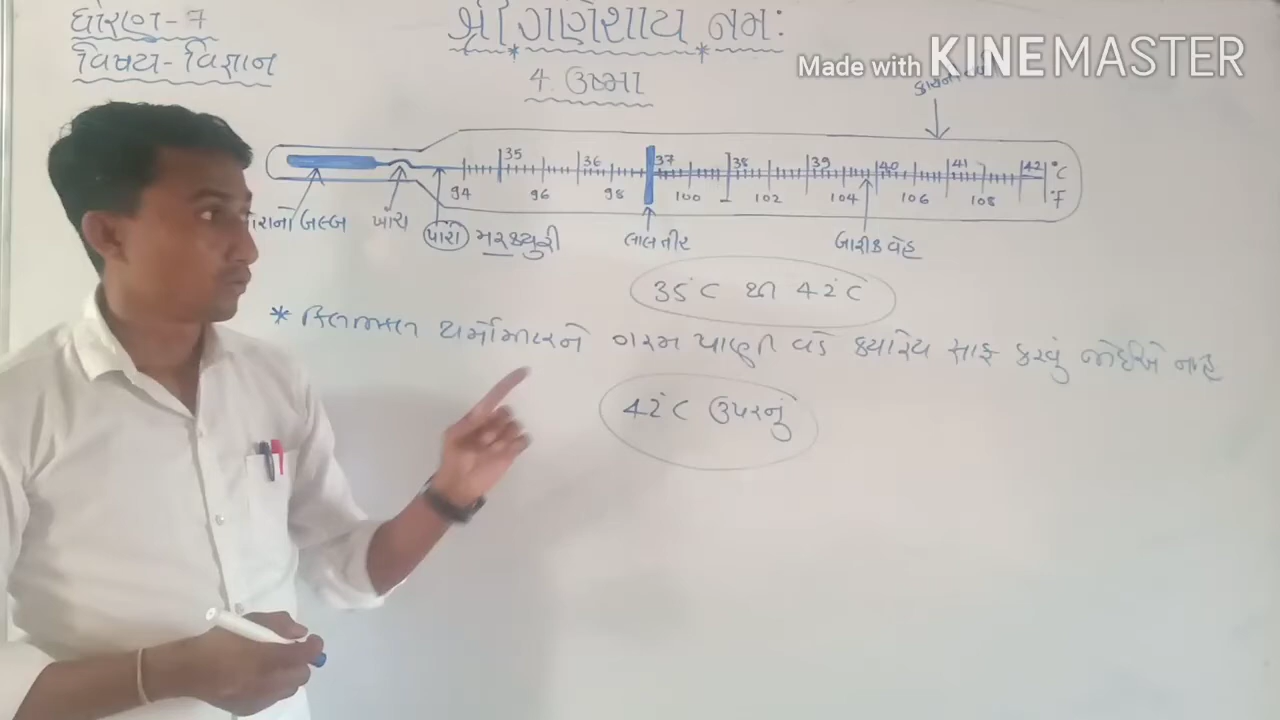 ધોરણ - 7
વિષય - વિજ્ઞાન
શ્રી ગણેશાય નમઃ
4. ઉષ્મા
Made with KINEMASTER
35 36 37 38 39 40 41 42 °C
94 96 98 100 102 104 106 108 °F
ખાંચ
પારો મરક્યુરી
લાલ તીર
બારીક વેહ
35°C થી 42°C
* ક્લિનિકલ થર્મોમિટરને ગરમ પાણી વડે ક્યારેય સાફ કરવું જોઈએ નહિ
42°C ઉપરનું